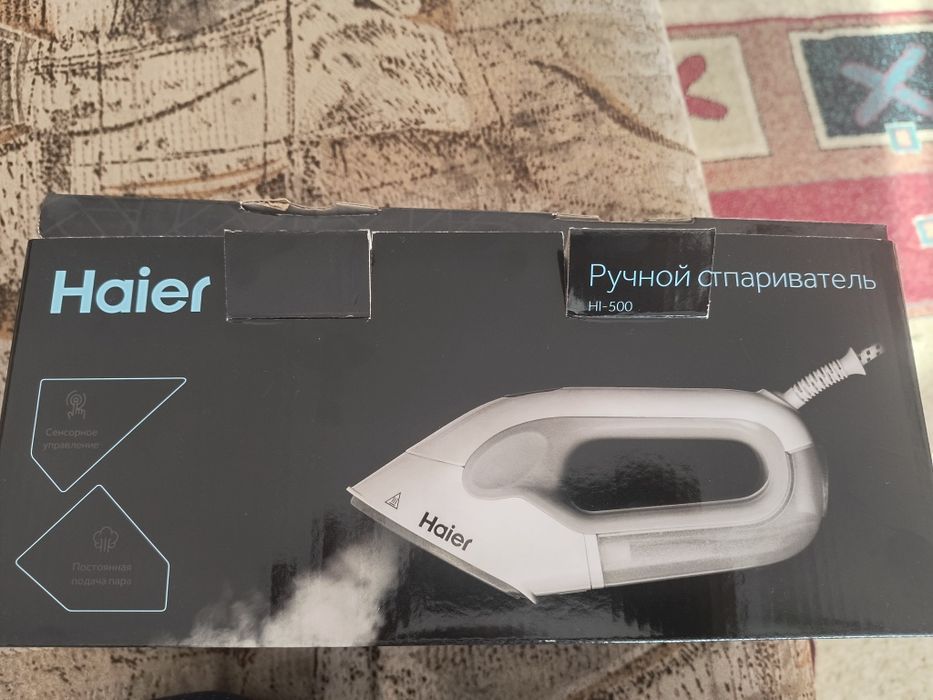 Haier
Ручной отпариватель
HI-500
Сенсорное
управление
Haier
Постоянная
подача пара